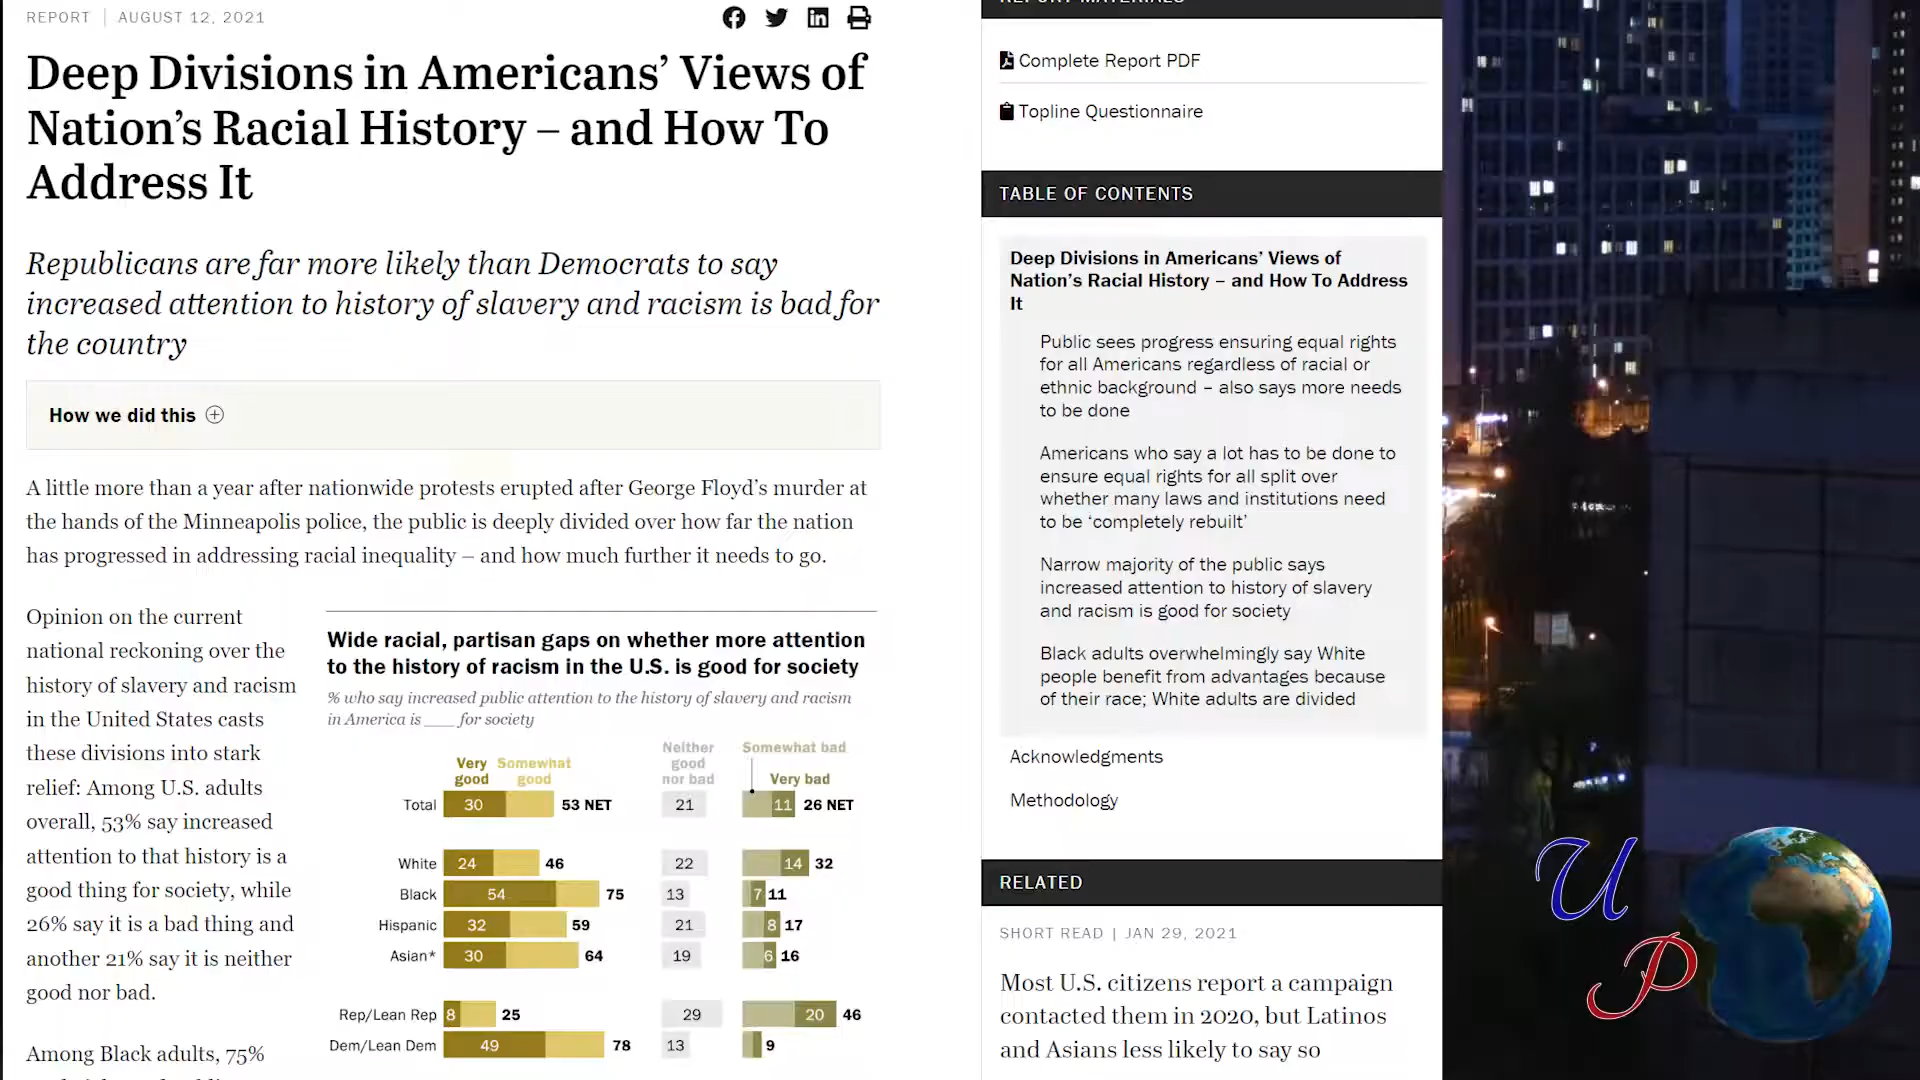 REPORT | AUGUST 12, 2021
Deep Divisions in Americans’ Views of
Nation’s Racial History – and How To
Address It
Republicans are far more likely than Democrats to say
increased attention to history of slavery and racism is bad for
the country
How we did this
A little more than a year after nationwide protests erupted after George Floyd’s murder at
the hands of the Minneapolis police, the public is deeply divided over how far the nation
has progressed in addressing racial inequality – and how much further it needs to go.
Opinion on the current
national reckoning over the
history of slavery and racism
in the United States casts
these divisions into stark
relief: Among U.S. adults
overall, 53% say increased
attention to that history is a
good thing for society, while
26% say it is a bad thing and
another 21% say it is neither
good nor bad.
Among Black adults, 75%
Wide racial, partisan gaps on whether more attention
to the history of racism in the U.S. is good for society
% who say increased public attention to the history of slavery and racism
in America is ___ for society
Very good
Somewhat good
Neither good nor bad
Somewhat bad
Very bad
Total 30 53 NET 21 11 26 NET
White 24 46 22 14 32
Black 54 75 13 7 11
Hispanic 32 59 21 8 17
Asian* 30 64 19 6 16
Rep/Lean Rep 8 25 29 20 46
Dem/Lean Dem 49 78 13 9
REPORT MATERIALS
Complete Report PDF
Topline Questionnaire
TABLE OF CONTENTS
Deep Divisions in Americans’ Views of
Nation’s Racial History – and How To Address
It
Public sees progress ensuring equal rights
for all Americans regardless of racial or
ethnic background – also says more needs
to be done
Americans who say a lot has to be done to
ensure equal rights for all split over
whether many laws and institutions need
to be ‘completely rebuilt’
Narrow majority of the public says
increased attention to history of slavery
and racism is good for society
Black adults overwhelmingly say White
people benefit from advantages because
of their race; White adults are divided
Acknowledgments
Methodology
RELATED
SHORT READ | JAN 29, 2021
Most U.S. citizens report a campaign
contacted them in 2020, but Latinos
and Asians less likely to say so
U
P